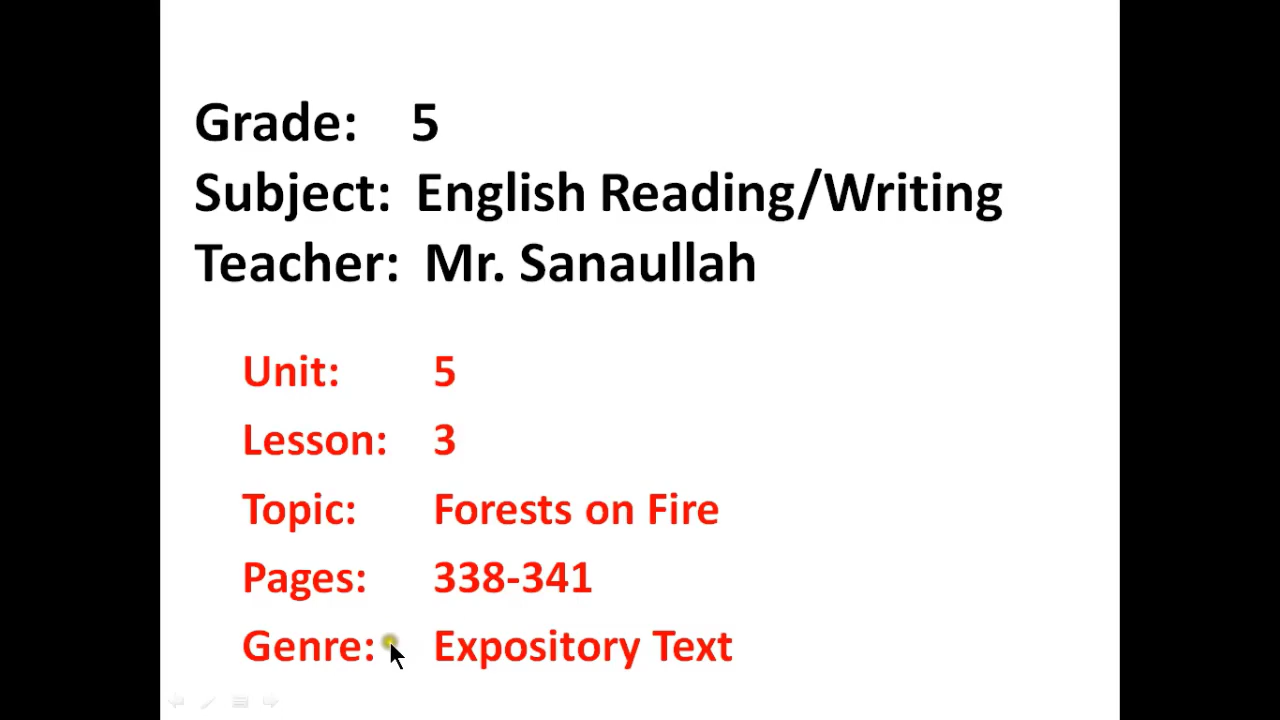 Grade: 5
Subject: English Reading/Writing
Teacher: Mr. Sanaullah
Unit: 5
Lesson: 3
Topic: Forests on Fire
Pages: 338-341
Genre: Expository Text